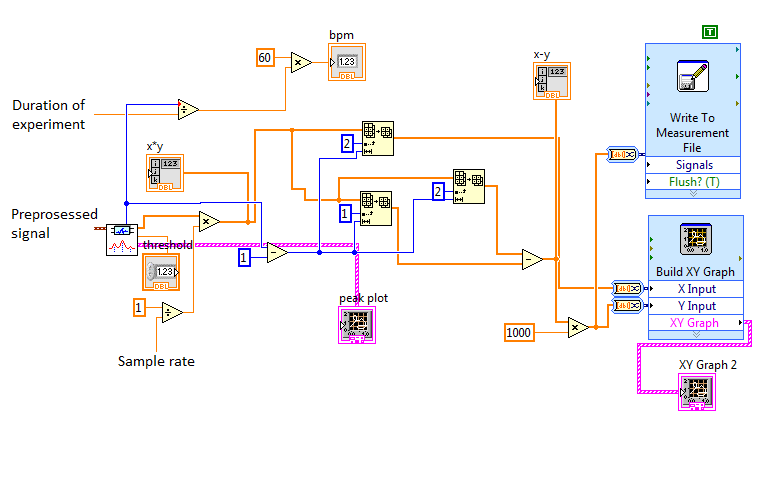 bpm
60
1.23
DBL
x-y
123
DBL
T
Write To
Measurement
File
Signals
Flush? (T)
Duration of
experiment
x*y
123
DBL
2
2
1
Preprosessed
signal
threshold
1.23
DBL
1
1
Sample rate
peak plot
1000
Build XY Graph
X Input
Y Input
XY Graph
XY Graph 2